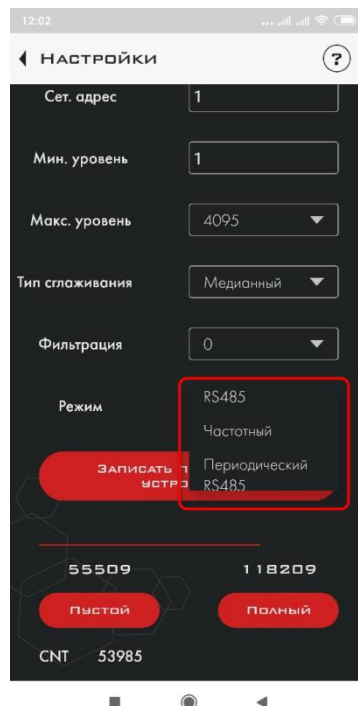 12:02
Настройки
?
Сет. адрес 1
Мин. уровень 1
Макс. уровень 4095
Тип сглаживания Медианный
Фильтрация 0
Режим
RS485
Частотный
Периодический
RS485
Записать
устро
55509 118209
Пустой Полный
CNT 53985